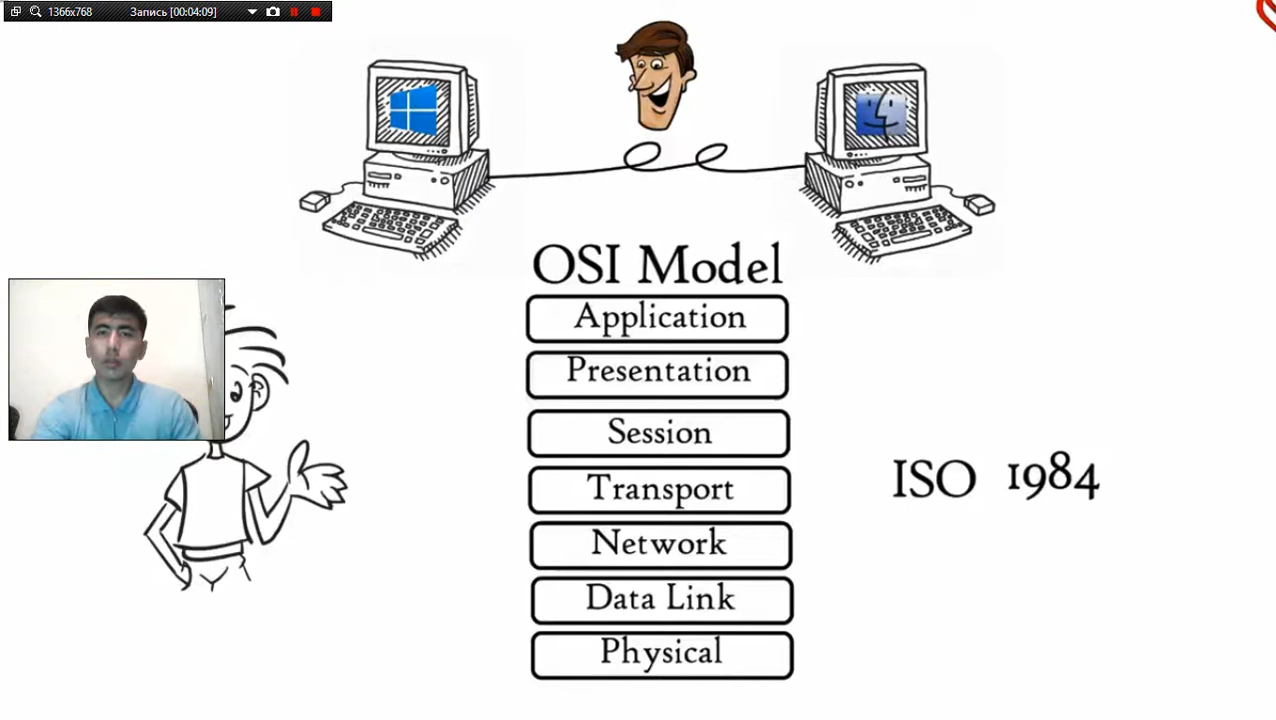 1366x768 Запись [00:04:09]
OSI Model
Application
Presentation
Session
Transport
Network
Data Link
Physical
ISO 1984